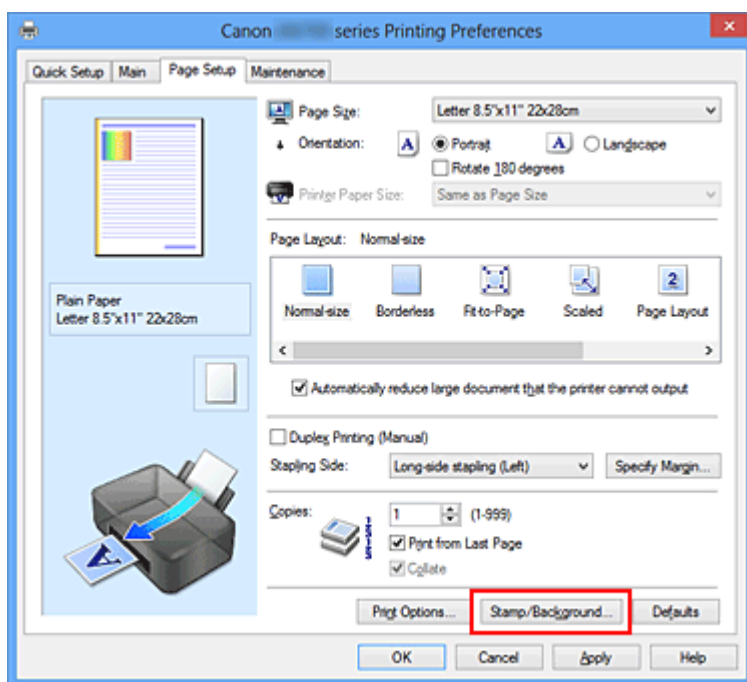 Canon series Printing Preferences
Quick Setup Main Page Setup Maintenance
Page Size: Letter 8.5"x11" 22x28cm
Orientation: A Portrait A Landscape
Rotate 180 degrees
Printer Paper Size: Same as Page Size
Page Layout: Normal-size
2
Normal-size Borderless Fit-to-Page Scaled Page Layout
Plain Paper
Letter 8.5"x11" 22x28cm
Automatically reduce large document that the printer cannot output
Duplex Printing (Manual)
Stapling Side: Long-side stapling (Left) Specify Margin...
Copies: 1 (1-999)
Print from Last Page
Collate
A
Print Options... Stamp/Background... Defaults
OK Cancel Apply Help